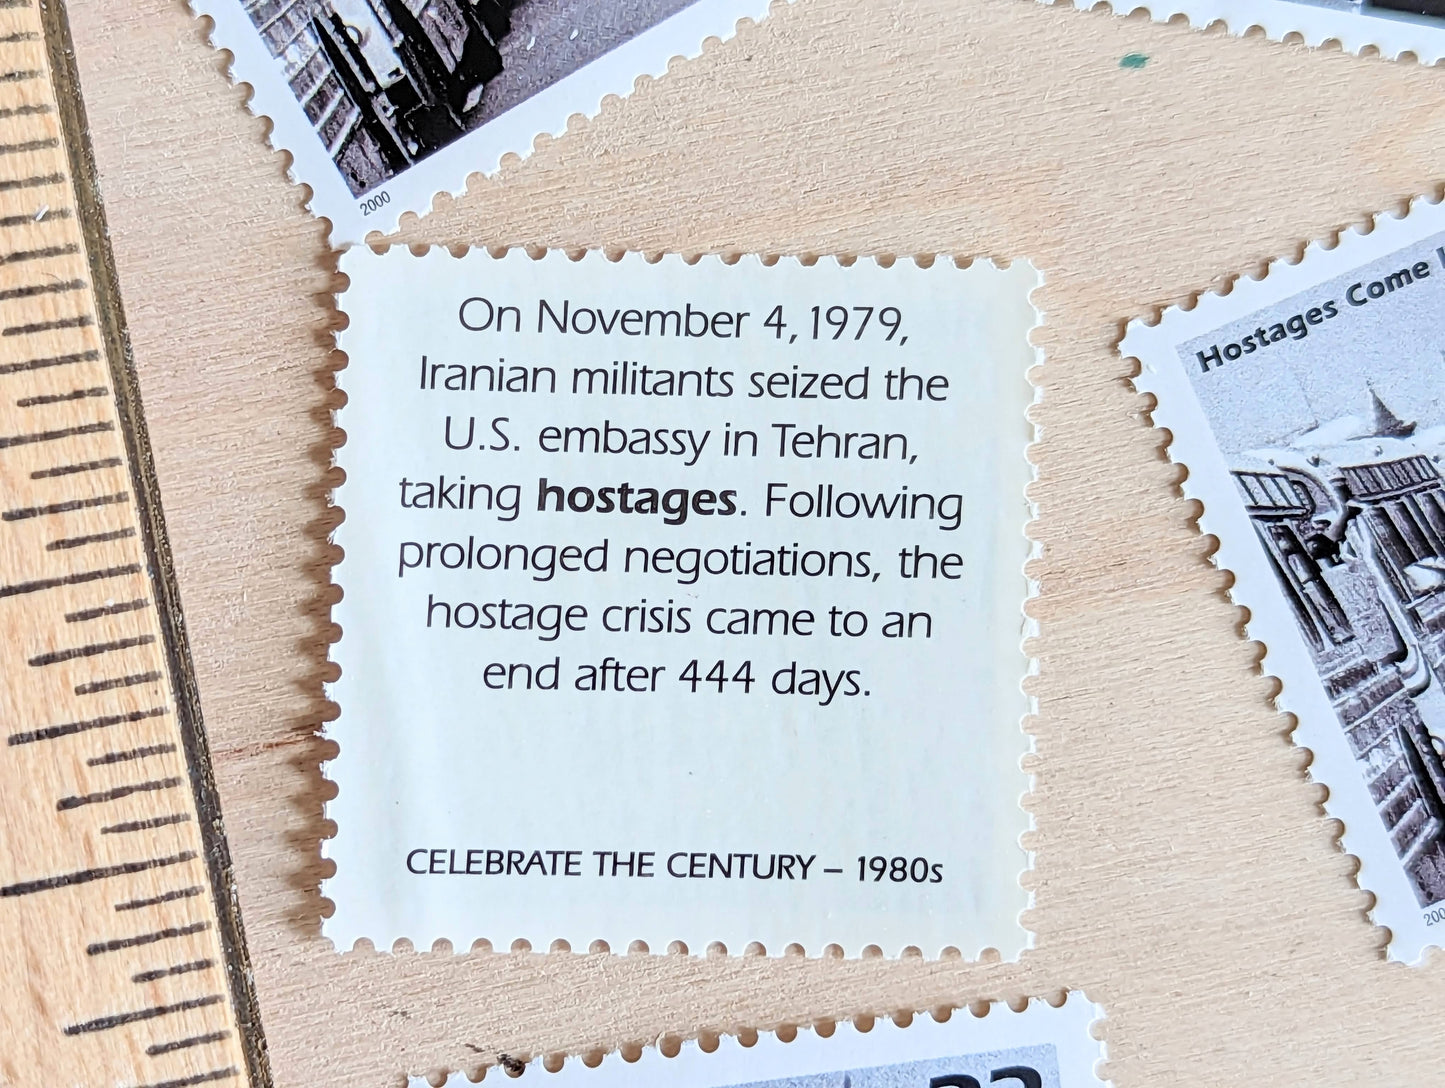 2000
On November 4, 1979,
Iranian militants seized the
U.S. embassy in Tehran,
taking hostages. Following
prolonged negotiations, the
hostage crisis came to an
end after 444 days.
CELEBRATE THE CENTURY – 1980s
Hostages Come